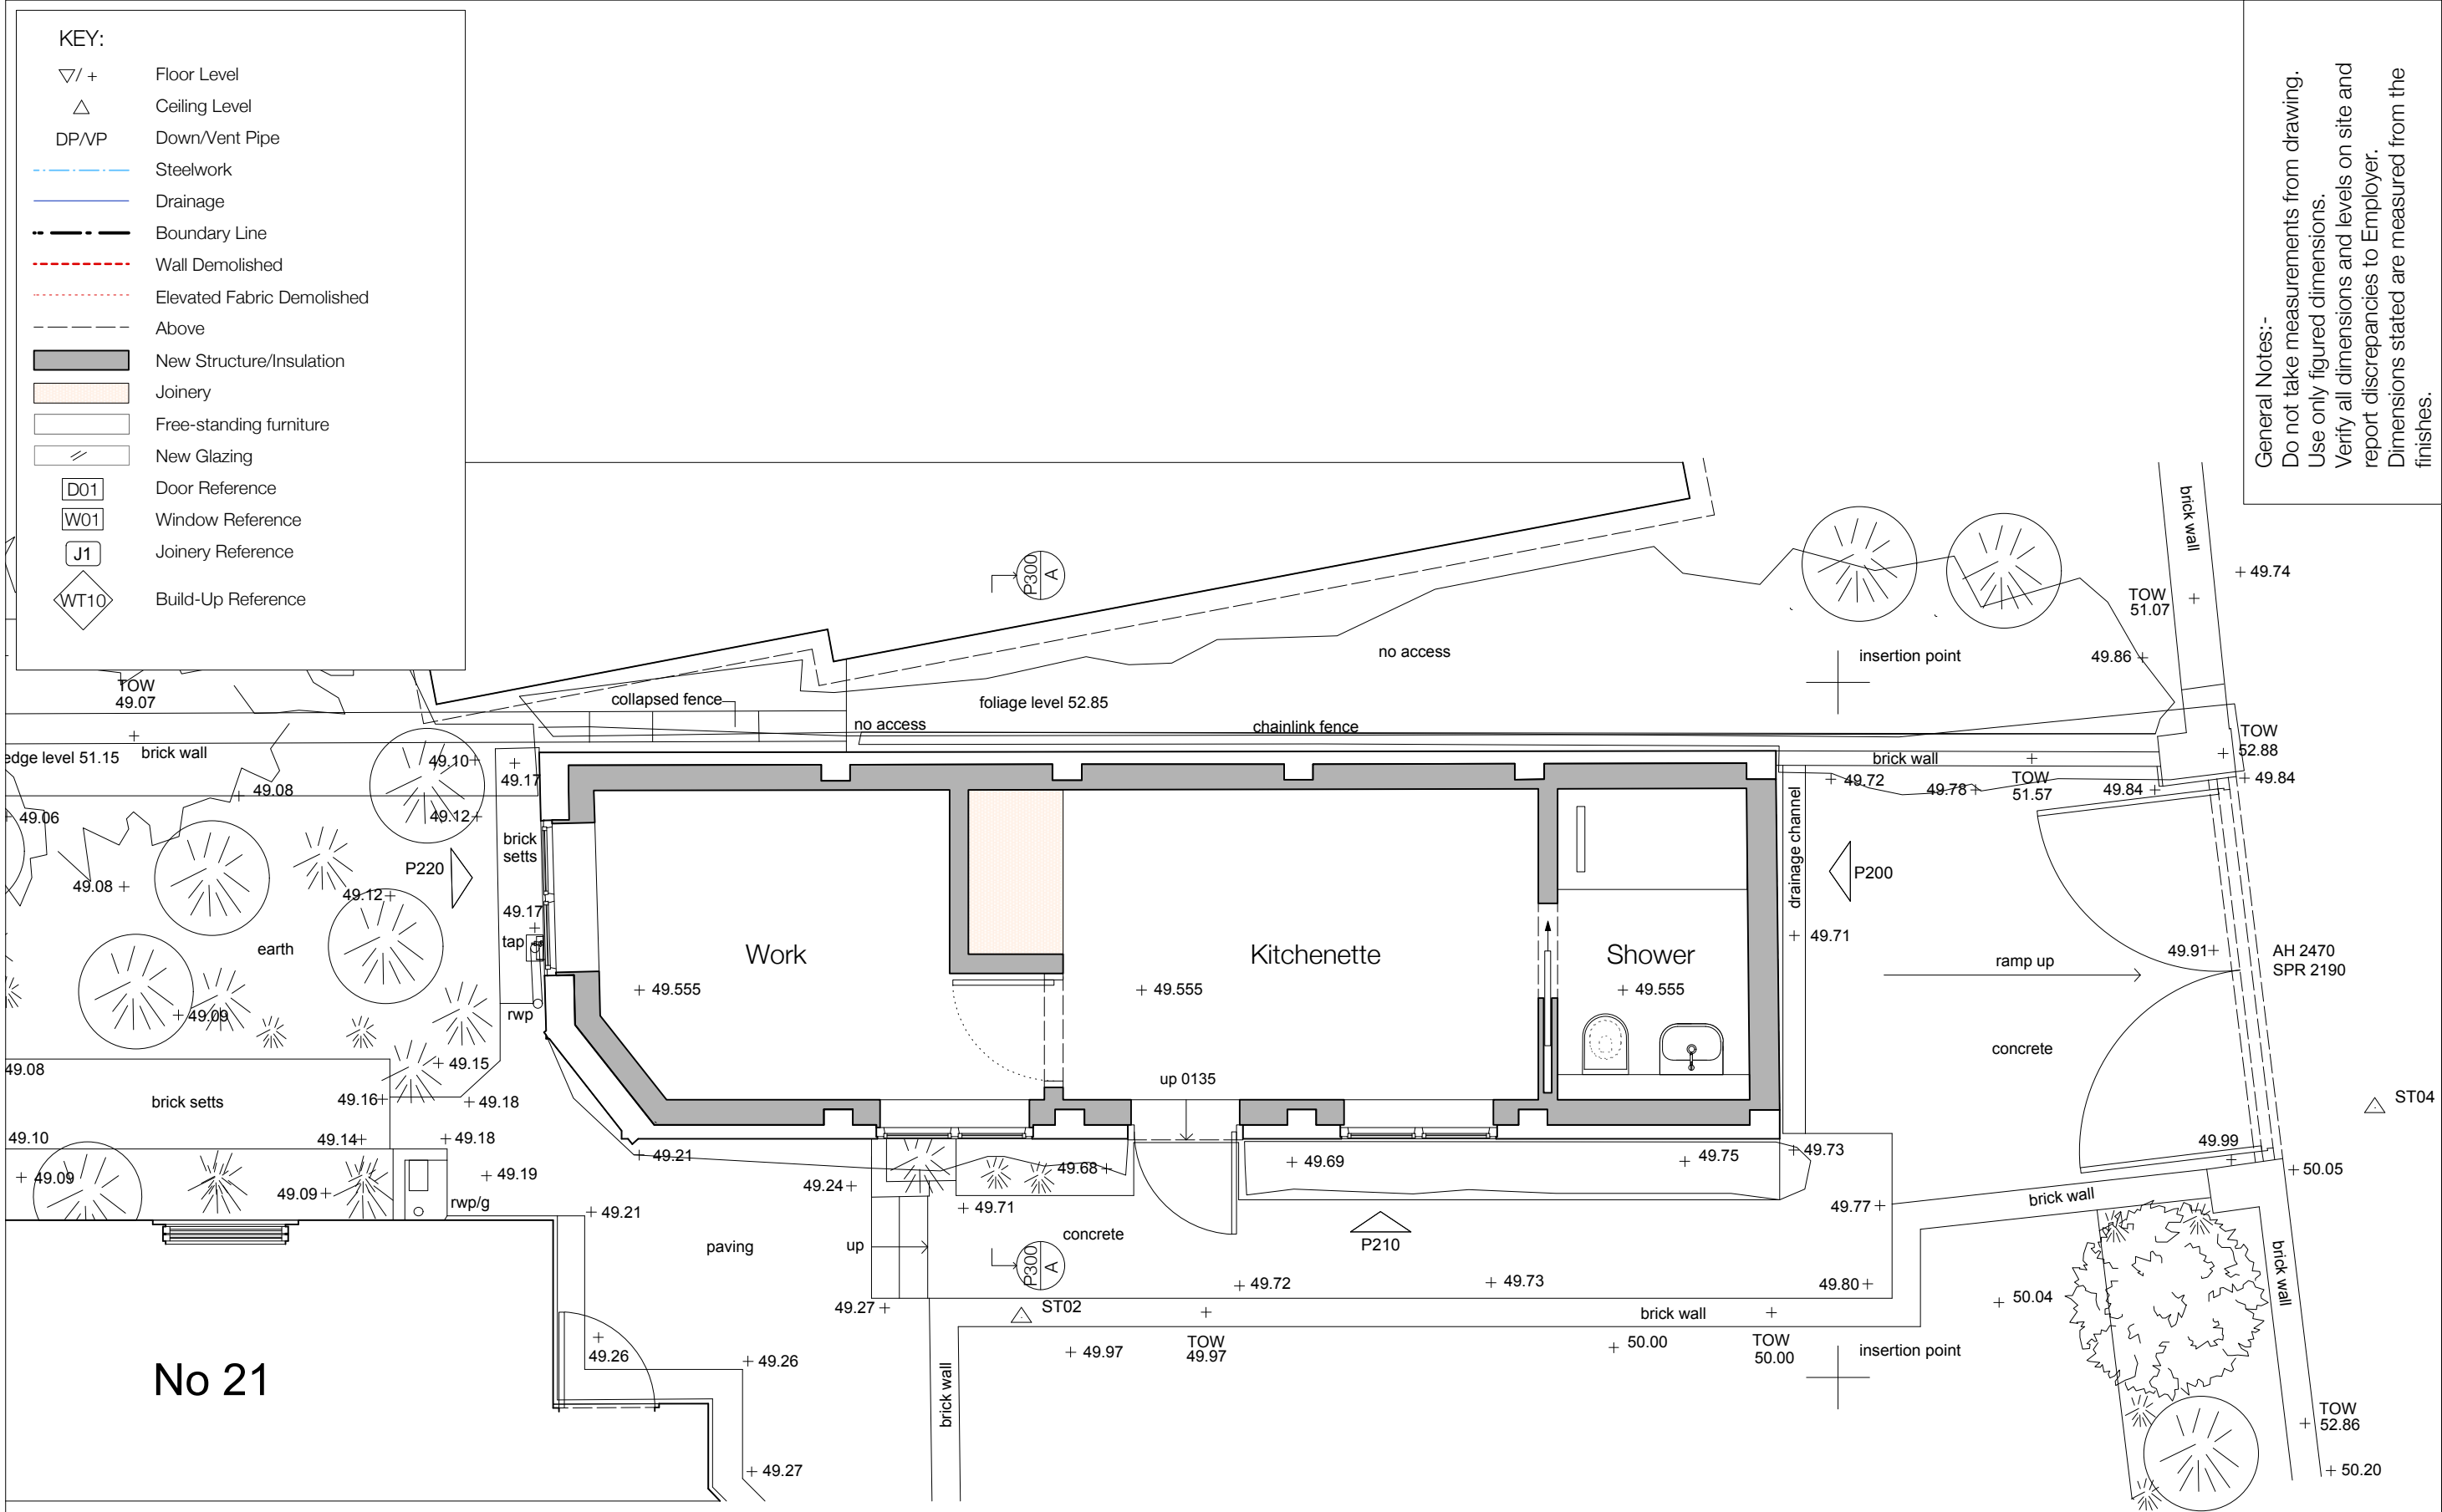 KEY:
▽/ + Floor Level
△ Ceiling Level
DP/VP Down/Vent Pipe
Steelwork
Drainage
Boundary Line
Wall Demolished
Elevated Fabric Demolished
Above
New Structure/Insulation
Joinery
Free-standing furniture
New Glazing
D01 Door Reference
W01 Window Reference
J1 Joinery Reference
WT10 Build-Up Reference
General Notes:-
Do not take measurements from drawing.
Use only figured dimensions.
Verify all dimensions and levels on site and
report discrepancies to Employer.
Dimensions stated are measured from the
finishes.
brick wall
+ 49.74
TOW
51.07
+
P300
A
no access
insertion point
49.86 +
TOW
49.07
+
collapsed fence
foliage level 52.85
no access
chainlink fence
TOW
52.88
+
edge level 51.15
brick wall
49.10+
+
49.17
brick wall
+
+ 49.84
+ 49.72
49.78+
TOW
51.57
49.84 +
49.08
+
+ 49.06
49.12+
brick
setts
drainage channel
P220
P200
49.08 +
49.12+
49.17
+
tap
earth
Work
Kitchenette
Shower
+ 49.71
49.91+
AH 2470
SPR 2190
ramp up
+ 49.555
+ 49.555
+ 49.555
rwp
+49.09
concrete
49.08
+ 49.15
up 0135
brick setts
49.16+
+ 49.18
ST04
49.10
49.14+
+ 49.18
49.99
+
+ 49.21
49.68+
+ 49.69
+ 49.75
+ 49.73
+ 50.05
+ 49.09
49.09+
+ 49.19
49.24+
rwp/g
+ 49.21
+ 49.71
49.77+
brick wall
paving
up
concrete
P210
P300
A
brick wall
+ 49.72
+ 49.73
49.80+
49.27+
ST02
+
brick wall
+
+ 50.04
+
49.26
+ 49.26
+ 49.97
TOW
49.97
+ 50.00
TOW
50.00
insertion point
No 21
brick wall
TOW
52.86
+
+ 49.27
+ 50.20